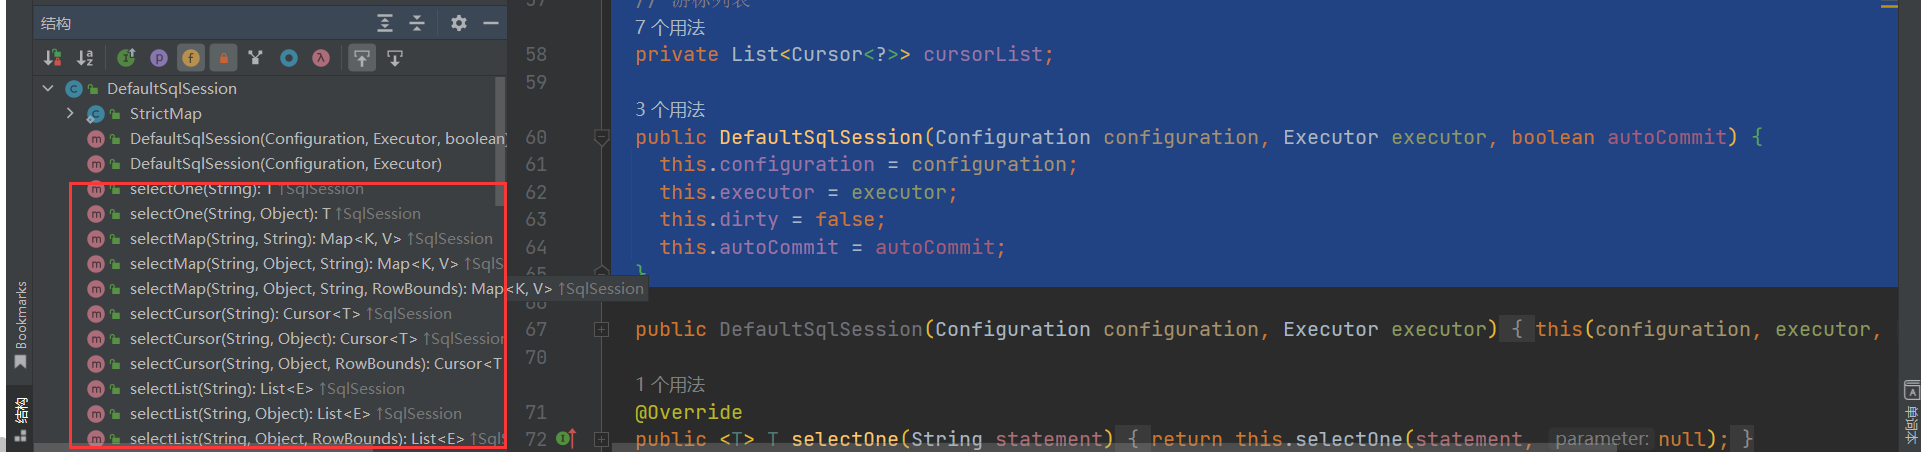 结构
DefaultSqlSession
StrictMap
DefaultSqlSession(Configuration, Executor, boolean)
DefaultSqlSession(Configuration, Executor)
selectOne(String): T ↑SqlSession
selectOne(String, Object): T ↑SqlSession
selectMap(String, String): Map<K, V> ↑SqlSession
selectMap(String, Object, String): Map<K, V> ↑SqlS
selectMap(String, Object, String, RowBounds): Map<K, V> ↑SqlSession
selectCursor(String): Cursor<T> ↑SqlSession
selectCursor(String, Object): Cursor<T> ↑SqlSession
selectCursor(String, Object, RowBounds): Cursor<T
selectList(String): List<E> ↑SqlSession
selectList(String, Object): List<E> ↑SqlSession
selectList(String, Object, RowBounds): List<E> ↑SqlS
Bookmarks
结构
57 // 游标列表
7 个用法
58 private List<Cursor<?>> cursorList;
59
3 个用法
60 public DefaultSqlSession(Configuration configuration, Executor executor, boolean autoCommit) {
61 this.configuration = configuration;
62 this.executor = executor;
63 this.dirty = false;
64 this.autoCommit = autoCommit;
65 }
66
67 public DefaultSqlSession(Configuration configuration, Executor executor) { this(configuration, executor,
70
1 个用法
71 @Override
72 public <T> T selectOne(String statement) { return this.selectOne(statement, parameter: null); }
单词本